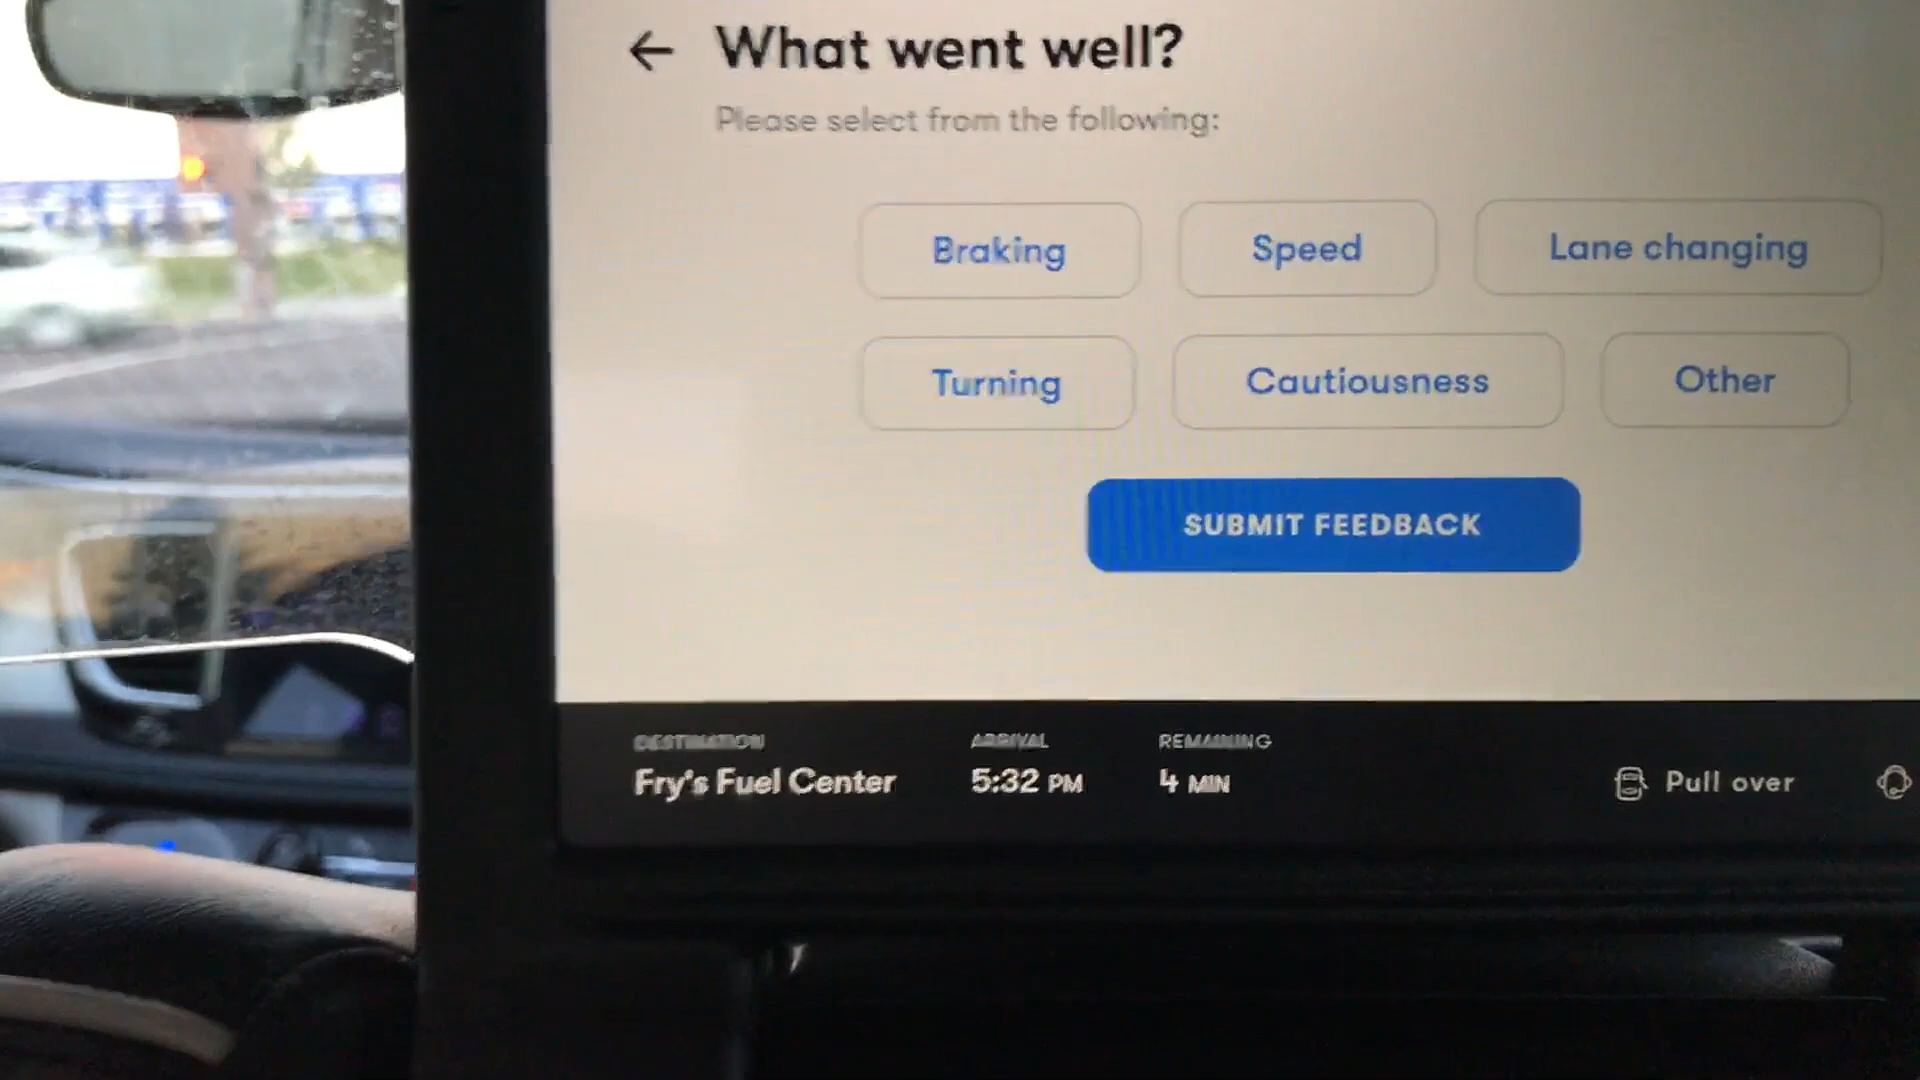 What went well?
Please select from the following:
Braking Speed Lane changing
Turning Cautiousness Other
SUBMIT FEEDBACK
DESTINATION ARRIVAL REMAINING
Fry's Fuel Center 5:32 PM 4 MIN Pull over